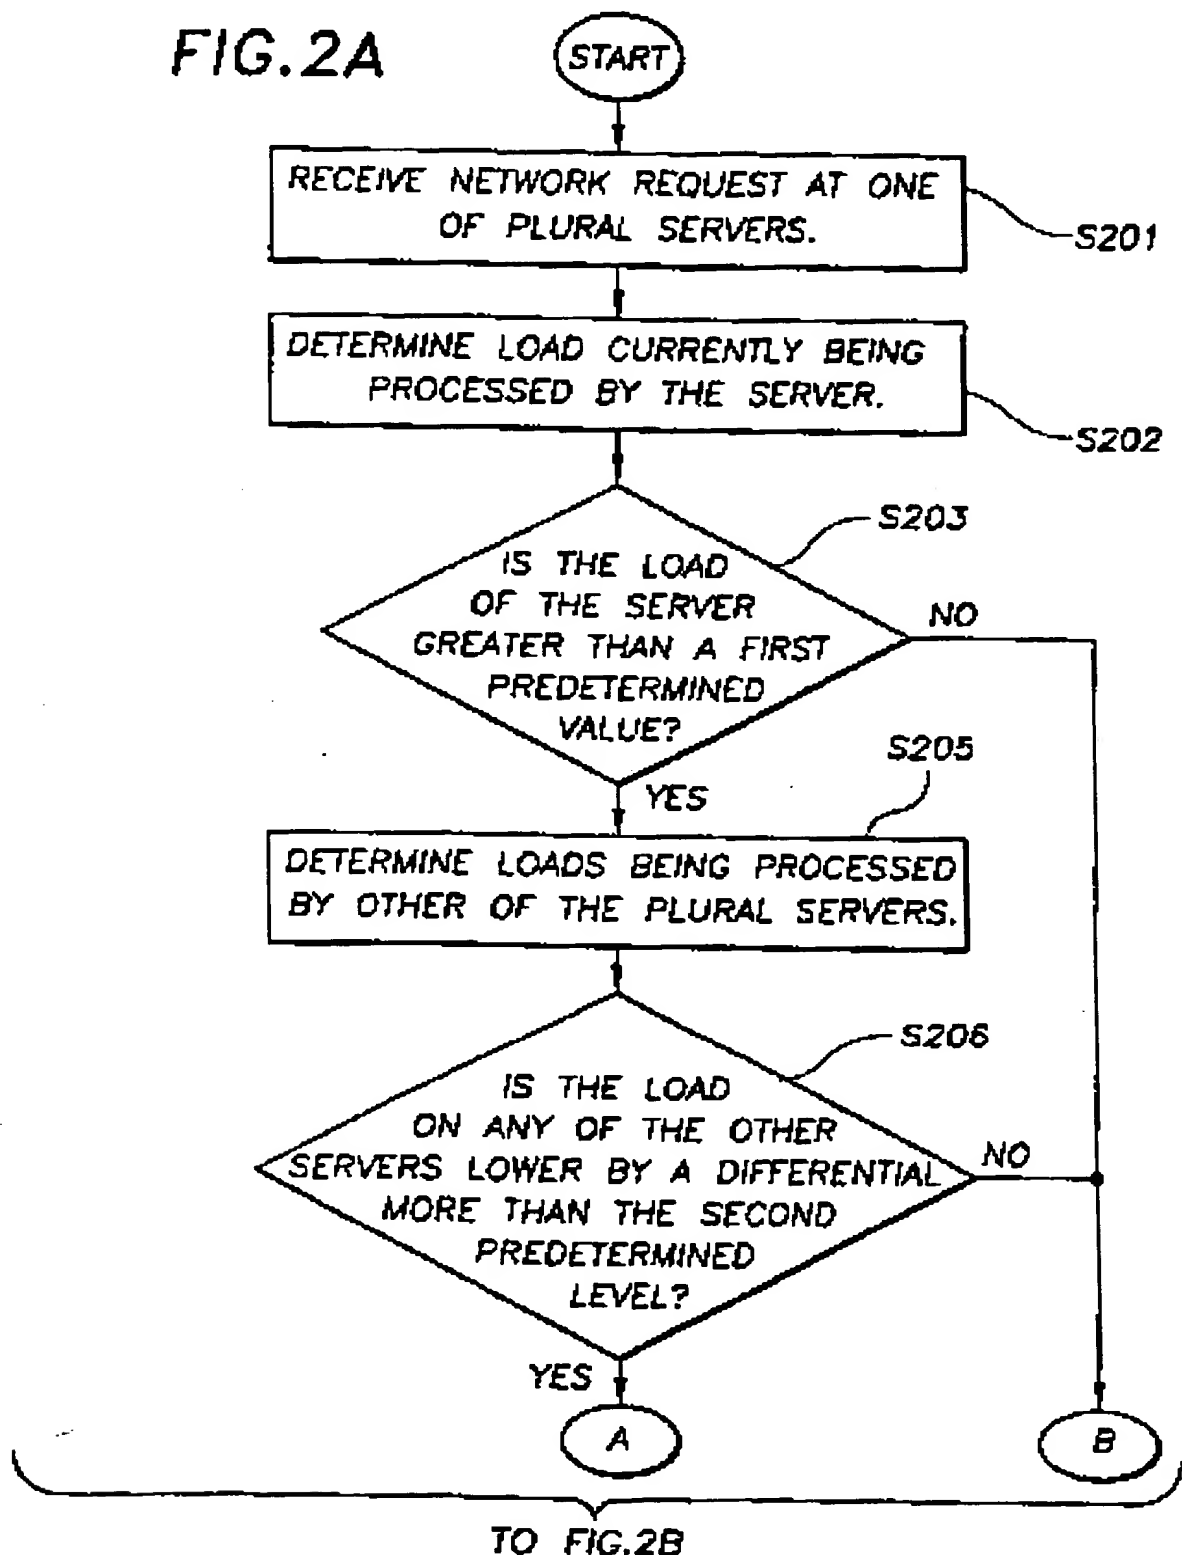 FIG.2A
START
RECEIVE NETWORK REQUEST AT ONE
OF PLURAL SERVERS.
S201
DETERMINE LOAD CURRENTLY BEING
PROCESSED BY THE SERVER.
S202
S203
IS THE LOAD
OF THE SERVER
GREATER THAN A FIRST
PREDETERMINED
VALUE?
NO
YES
S205
DETERMINE LOADS BEING PROCESSED
BY OTHER OF THE PLURAL SERVERS.
S206
IS THE LOAD
ON ANY OF THE OTHER
SERVERS LOWER BY A DIFFERENTIAL
MORE THAN THE SECOND
PREDETERMINED
LEVEL?
NO
YES
A
B
TO FIG.2B